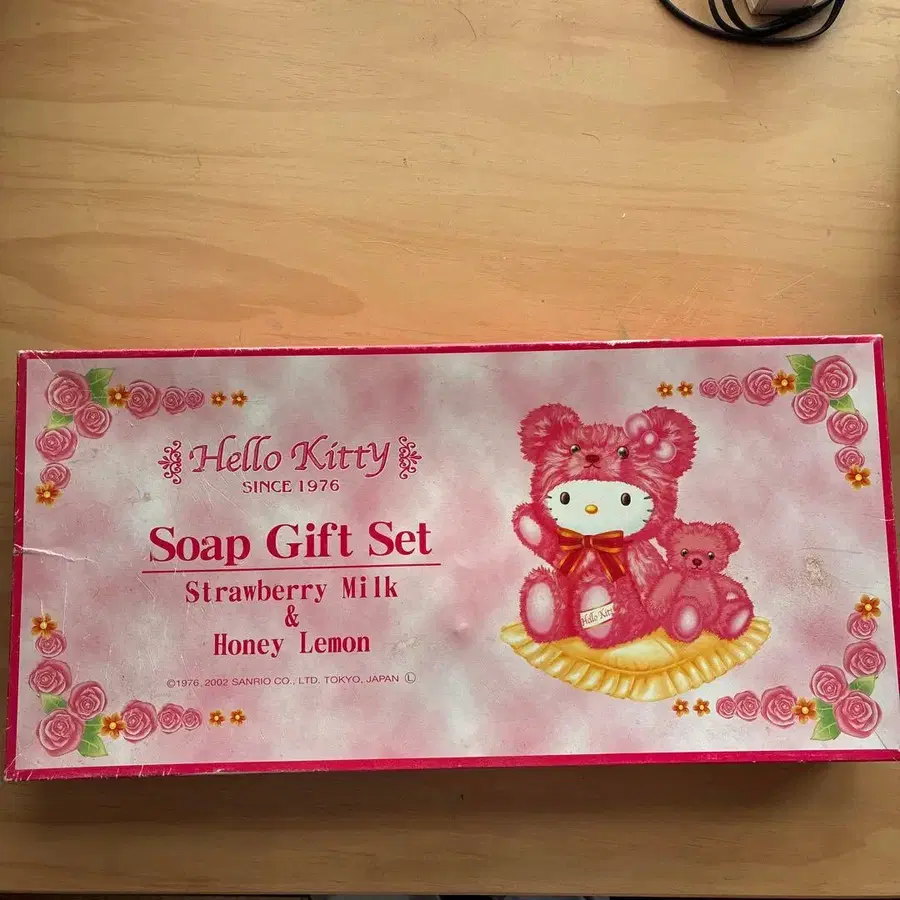 Hello Kitty
SINCE 1976
Soap Gift Set
Strawberry Milk
&
Honey Lemon
©1976, 2002 SANRIO CO., LTD. TOKYO, JAPAN Ⓛ
Hello Kitty